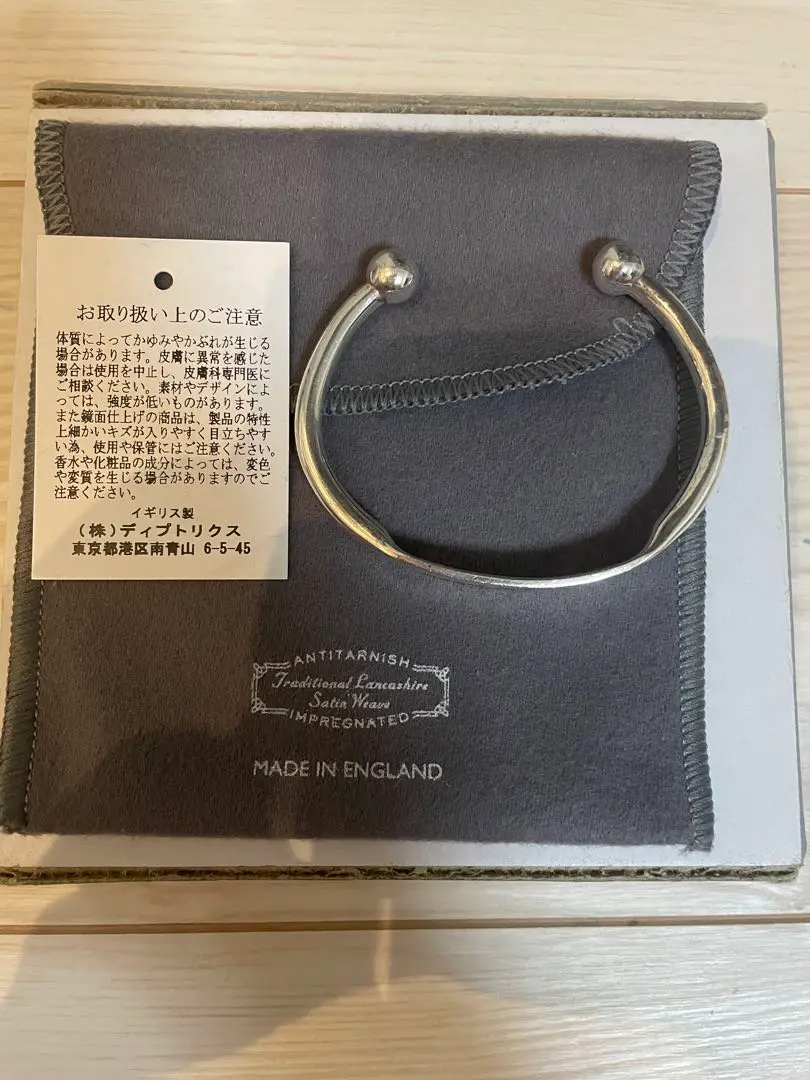 お取り扱い上のご注意
体質によってかゆみやかぶれが生じる
場合があります。皮膚に異常を感じた
場合は使用を中止し、皮膚科専門医に
ご相談ください。素材やデザインによ
っては、強度が低いものがあります。
また鏡面仕上げの商品は、製品の特性
上細かいキズが入りやすく目立ちやす
い為、使用や保管にはご注意ください。
香水や化粧品の成分によっては、変色
や変質を生じる場合がありますのでご
注意ください。
イギリス製
(株)ディプトリクス
東京都港区南青山 6-5-45
ANTITARNISH
Traditional Lancashire
Satin Weave
IMPREGNATED
MADE IN ENGLAND